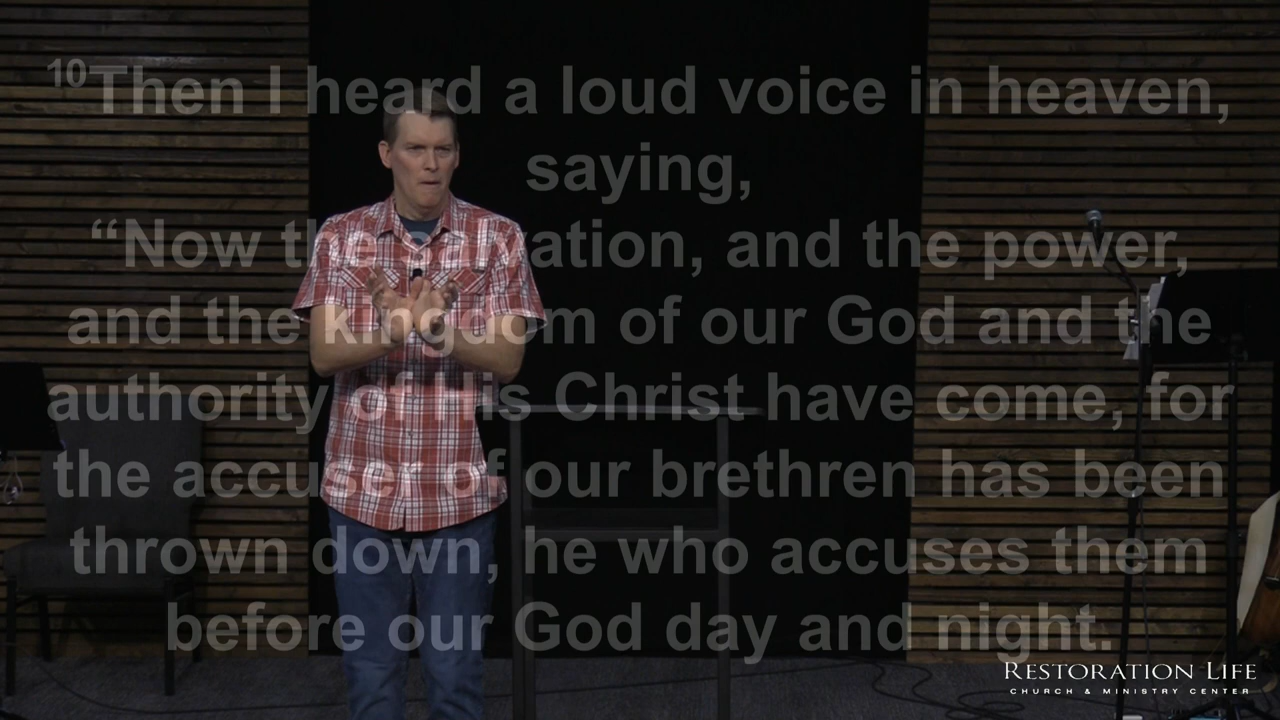 10Then I heard a loud voice in heaven,
saying,
“Now the salvation, and the power,
and the kingdom of our God and the
authority of His Christ have come, for
the accuser of our brethren has been
thrown down, he who accuses them
before our God day and night.
RESTORATION LIFE
CHURCH & MINISTRY CENTER